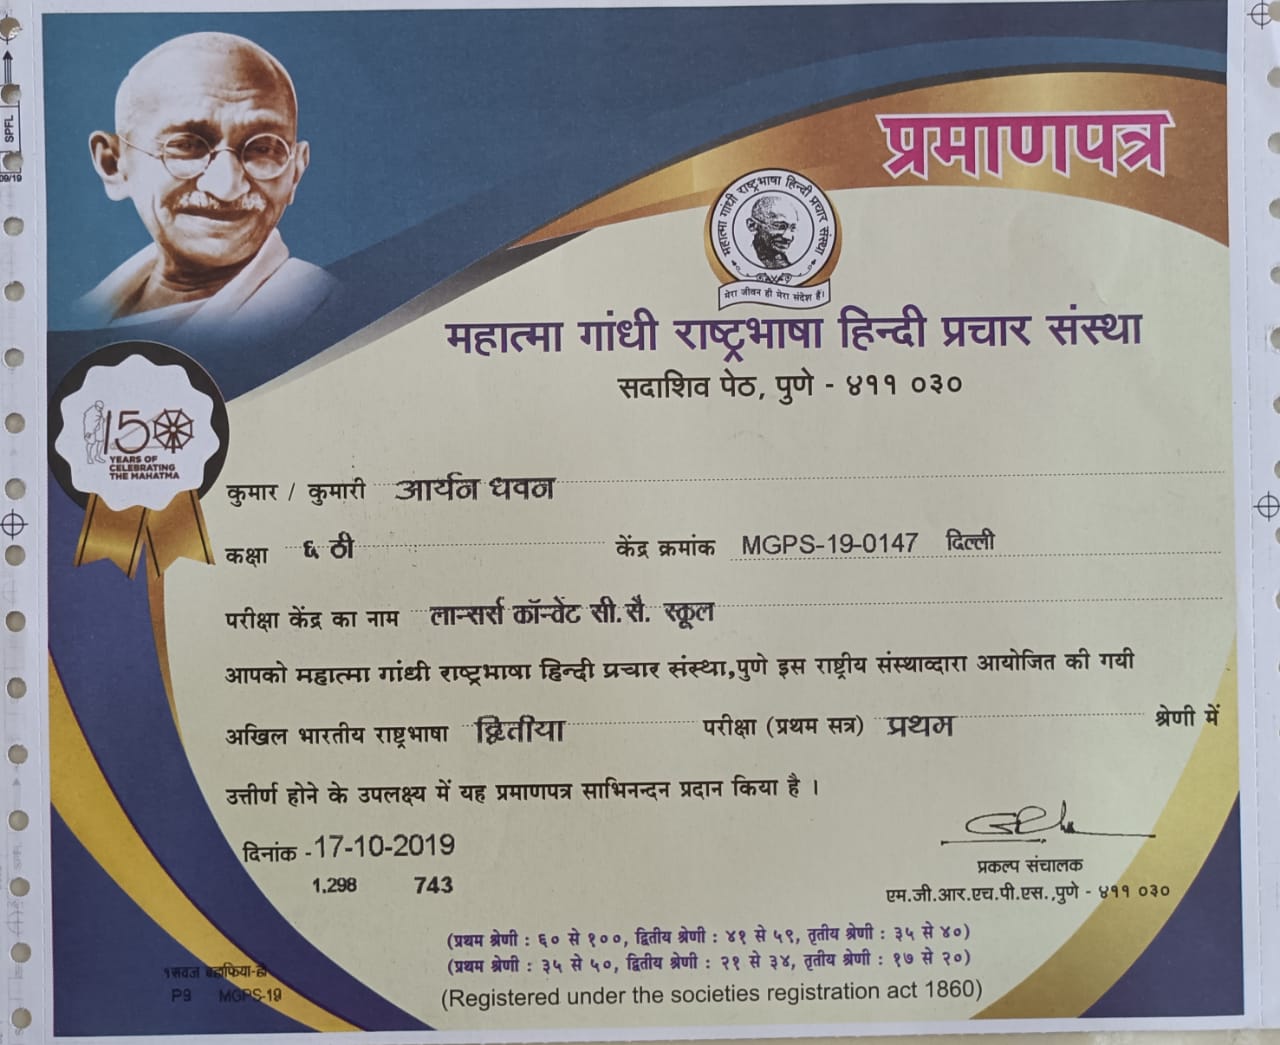 SPFL
09/19
प्रमाणपत्र
महात्मा गांधी राष्ट्रभाषा हिन्दी प्रचार संस्था
मेरा जीवन ही मेरा संदेश है।
महात्मा गांधी राष्ट्रभाषा हिन्दी प्रचार संस्था
सदाशिव पेठ, पुणे - ४११ ०३०
150
YEARS OF
CELEBRATING
THE MAHATMA
कुमार / कुमारी आर्यन धवन
कक्षा ६ ठी केंद्र क्रमांक MGPS-19-0147 दिल्ली
परीक्षा केंद्र का नाम लान्सर्स कॉन्वेंट सी.सै. स्कूल
आपको महात्मा गांधी राष्ट्रभाषा हिन्दी प्रचार संस्था,पुणे इस राष्ट्रीय संस्थाव्दारा आयोजित की गयी
अखिल भारतीय राष्ट्रभाषा द्वितीया परीक्षा (प्रथम सत्र) प्रथम श्रेणी में
उत्तीर्ण होने के उपलक्ष्य में यह प्रमाणपत्र साभिनन्दन प्रदान किया है ।
दिनांक -17-10-2019
1,298 743
प्रकल्प संचालक
एम.जी.आर.एच.पी.एस.,पुणे - ४११ ०३०
(प्रथम श्रेणी : ६० से १००, द्वितीय श्रेणी : ४१ से ५९, तृतीय श्रेणी : ३५ से ४०)
(प्रथम श्रेणी : ३५ से ५०, द्वितीय श्रेणी : २१ से ३४, तृतीय श्रेणी : १७ से २०)
(Registered under the societies registration act 1860)
P9 MGPS-19